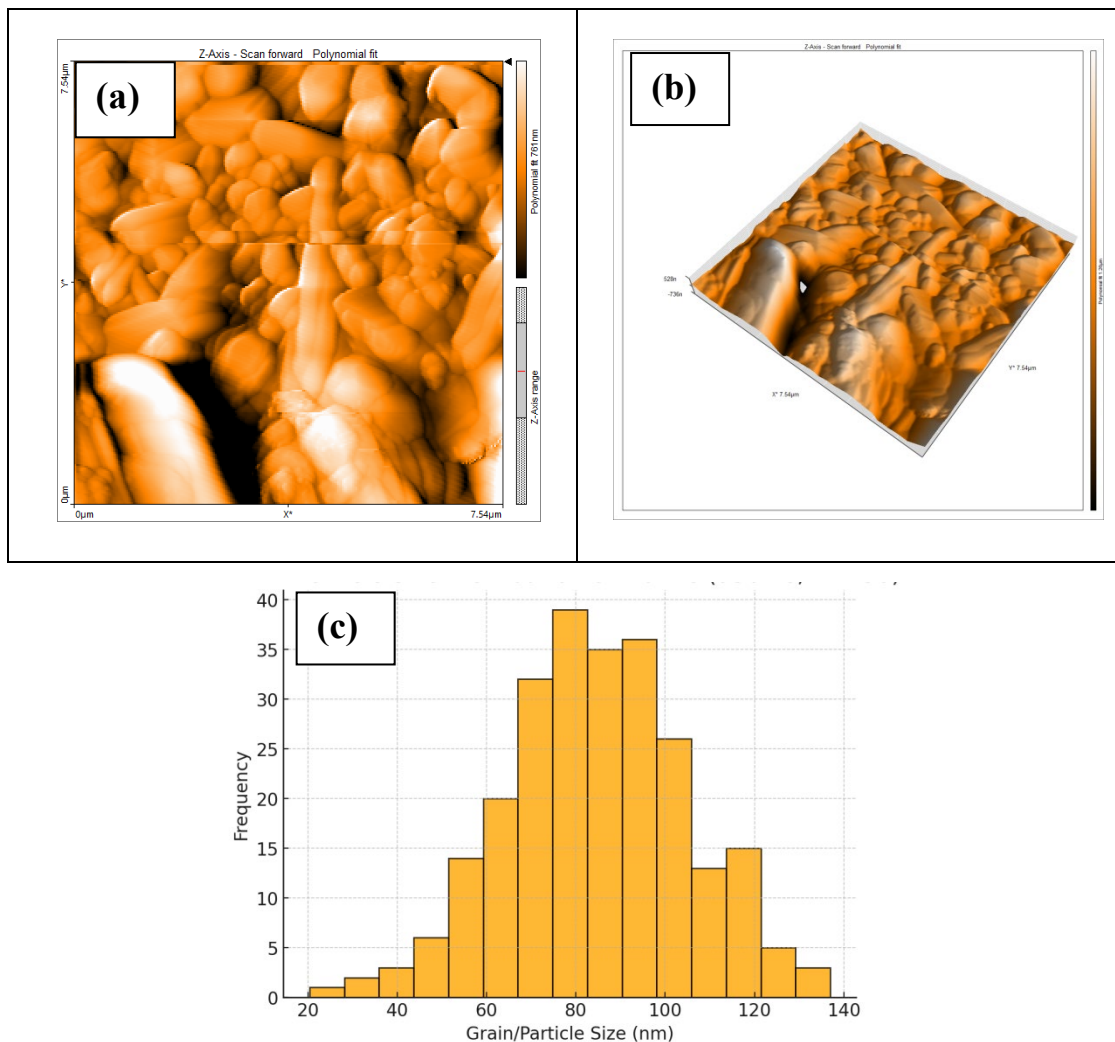 Z-Axis - Scan forward Polynomial fit
(a)
7.54µm
Y*
0µm
0µm
X*
7.54µm
Polynomial fit 761nm
Z-Axis range
Z-Axis - Scan forward Polynomial fit
(b)
528n
-736n
X* 7.54µm
Y* 7.54µm
(c)
40
35
30
25
20
15
10
5
0
Frequency
20
40
60
80
100
120
140
Grain/Particle Size (nm)